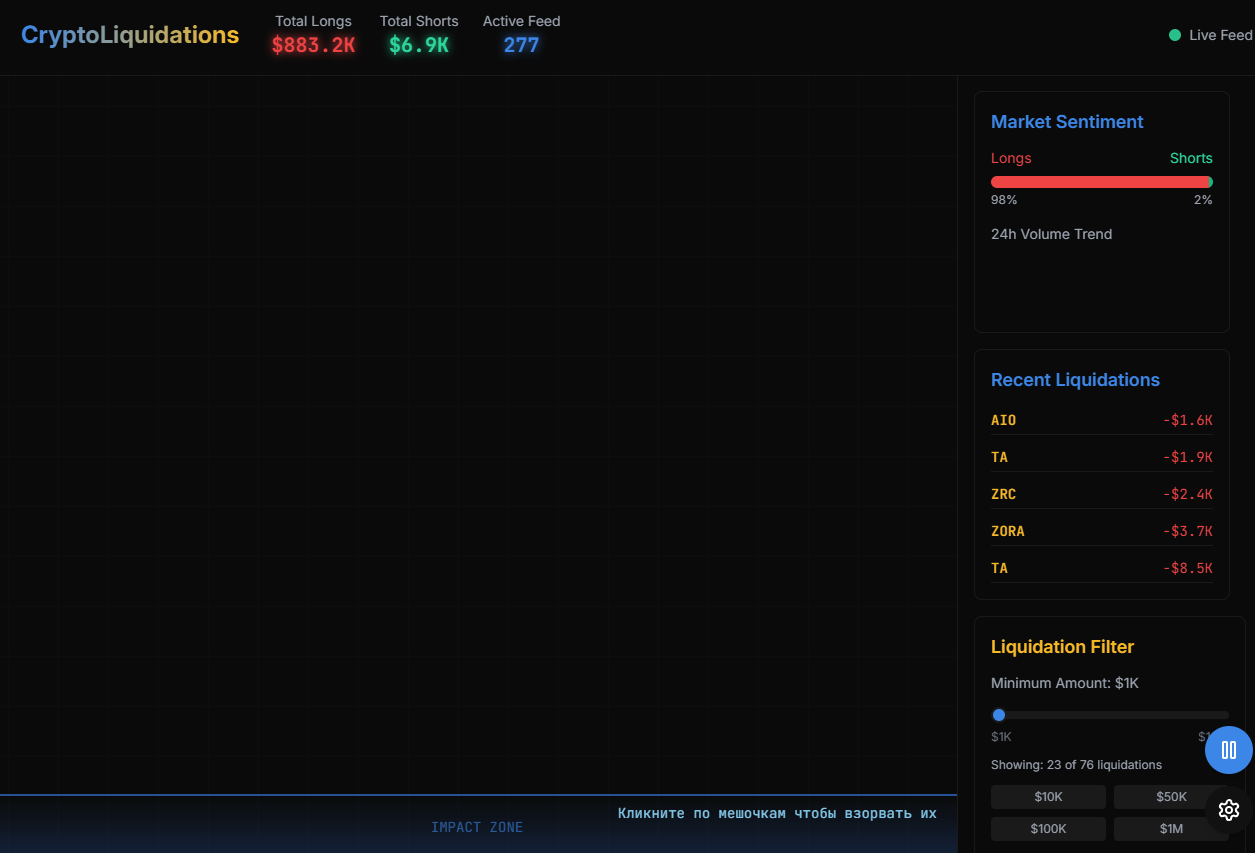 CryptoLiquidations
Total Longs
$883.2K
Total Shorts
$6.9K
Active Feed
277
Live Feed
Market Sentiment
Longs Shorts
98% 2%
24h Volume Trend
Recent Liquidations
AIO -$1.6K
TA -$1.9K
ZRC -$2.4K
ZORA -$3.7K
TA -$8.5K
Liquidation Filter
Minimum Amount: $1K
$1K
Showing: 23 of 76 liquidations
$10K $50K
$100K $1M
Кликните по мешочкам чтобы взорвать их
IMPACT ZONE